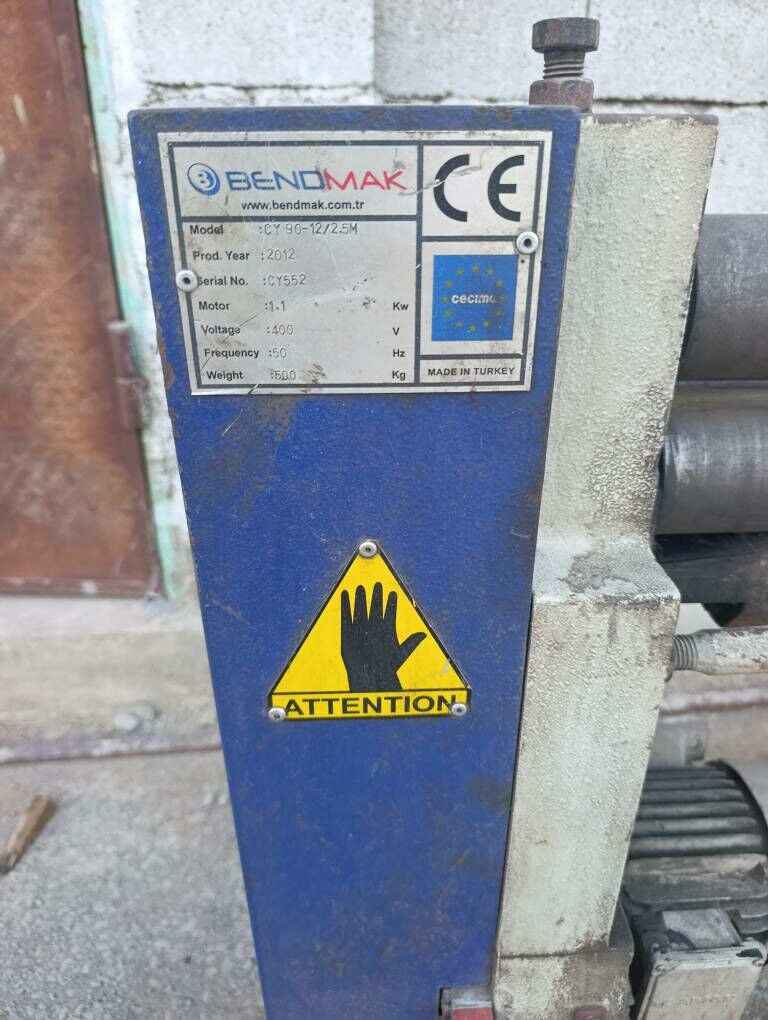 BENDMAK
www.bendmak.com.tr
Model :CY 90-12/2.5M
Prod. Year :2012
Serial No. :CY552
Motor :1.1 Kw
Voltage :400 V
Frequency :50 Hz
Weight :500 Kg
CE
cecimo
MADE IN TURKEY
ATTENTION